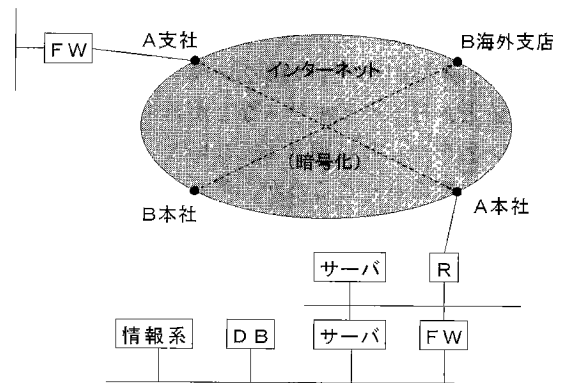 A支社
B海外支店
FW
インターネット
(暗号化)
B本社
A本社
サーバ
R
情報系
DB
サーバ
FW